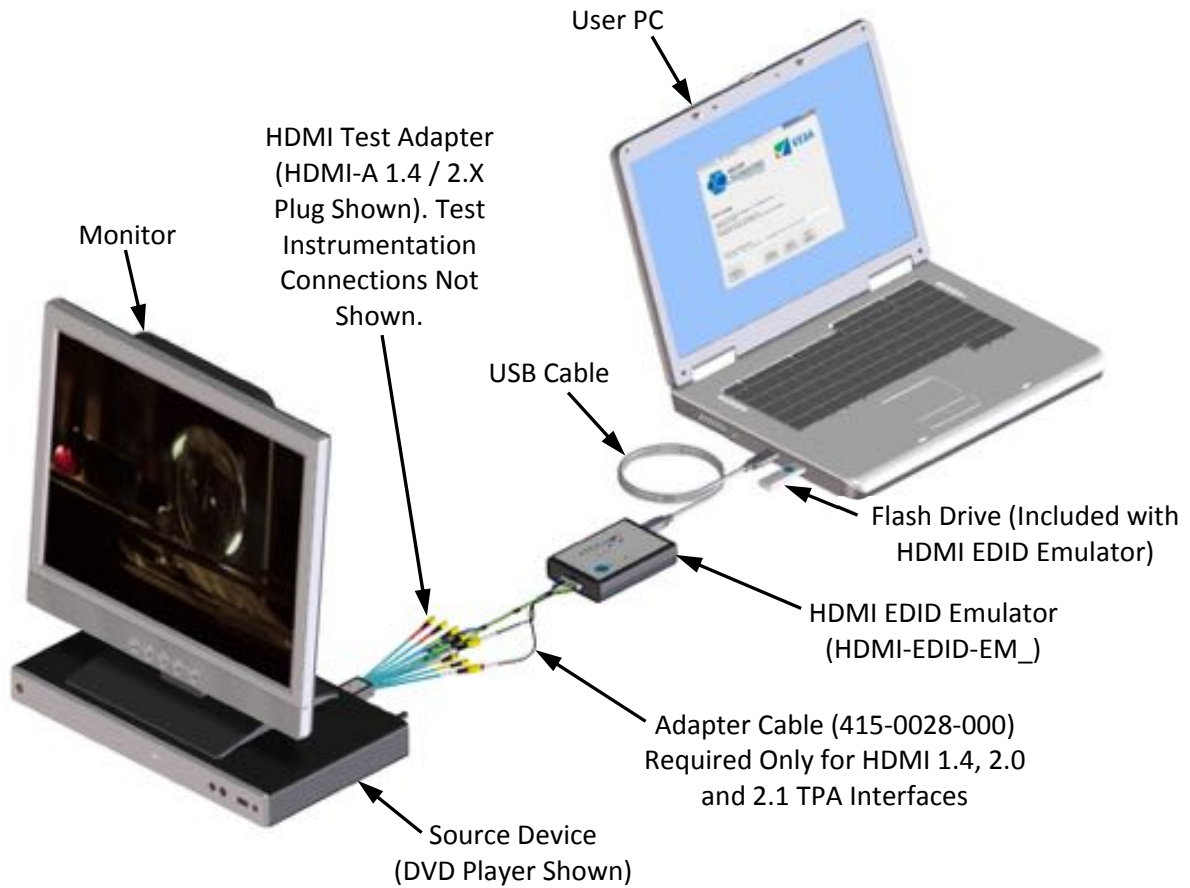 User PC
HDMI Test Adapter
(HDMI-A 1.4 / 2.X
Plug Shown). Test
Instrumentation
Connections Not
Shown.
Monitor
USB Cable
Flash Drive (Included with
HDMI EDID Emulator)
HDMI EDID Emulator
(HDMI-EDID-EM_)
Adapter Cable (415-0028-000)
Required Only for HDMI 1.4, 2.0
and 2.1 TPA Interfaces
Source Device
(DVD Player Shown)